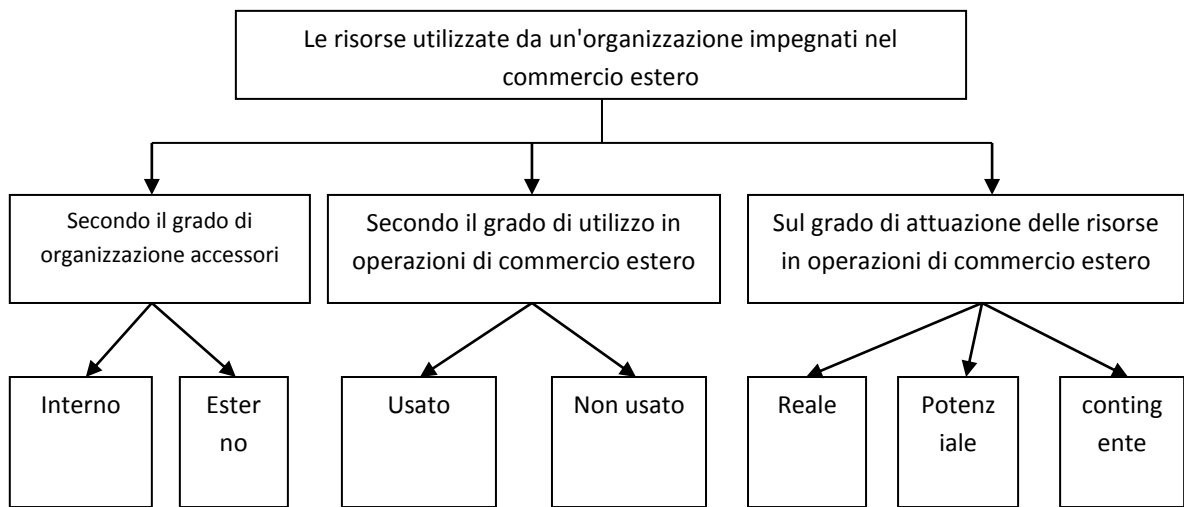 Le risorse utilizzate da un'organizzazione impegnati nel
commercio estero
Secondo il grado di
organizzazione accessori
Secondo il grado di utilizzo in
operazioni di commercio estero
Sul grado di attuazione delle risorse
in operazioni di commercio estero
Interno
Ester
no
Usato
Non usato
Reale
Potenz
iale
conting
ente